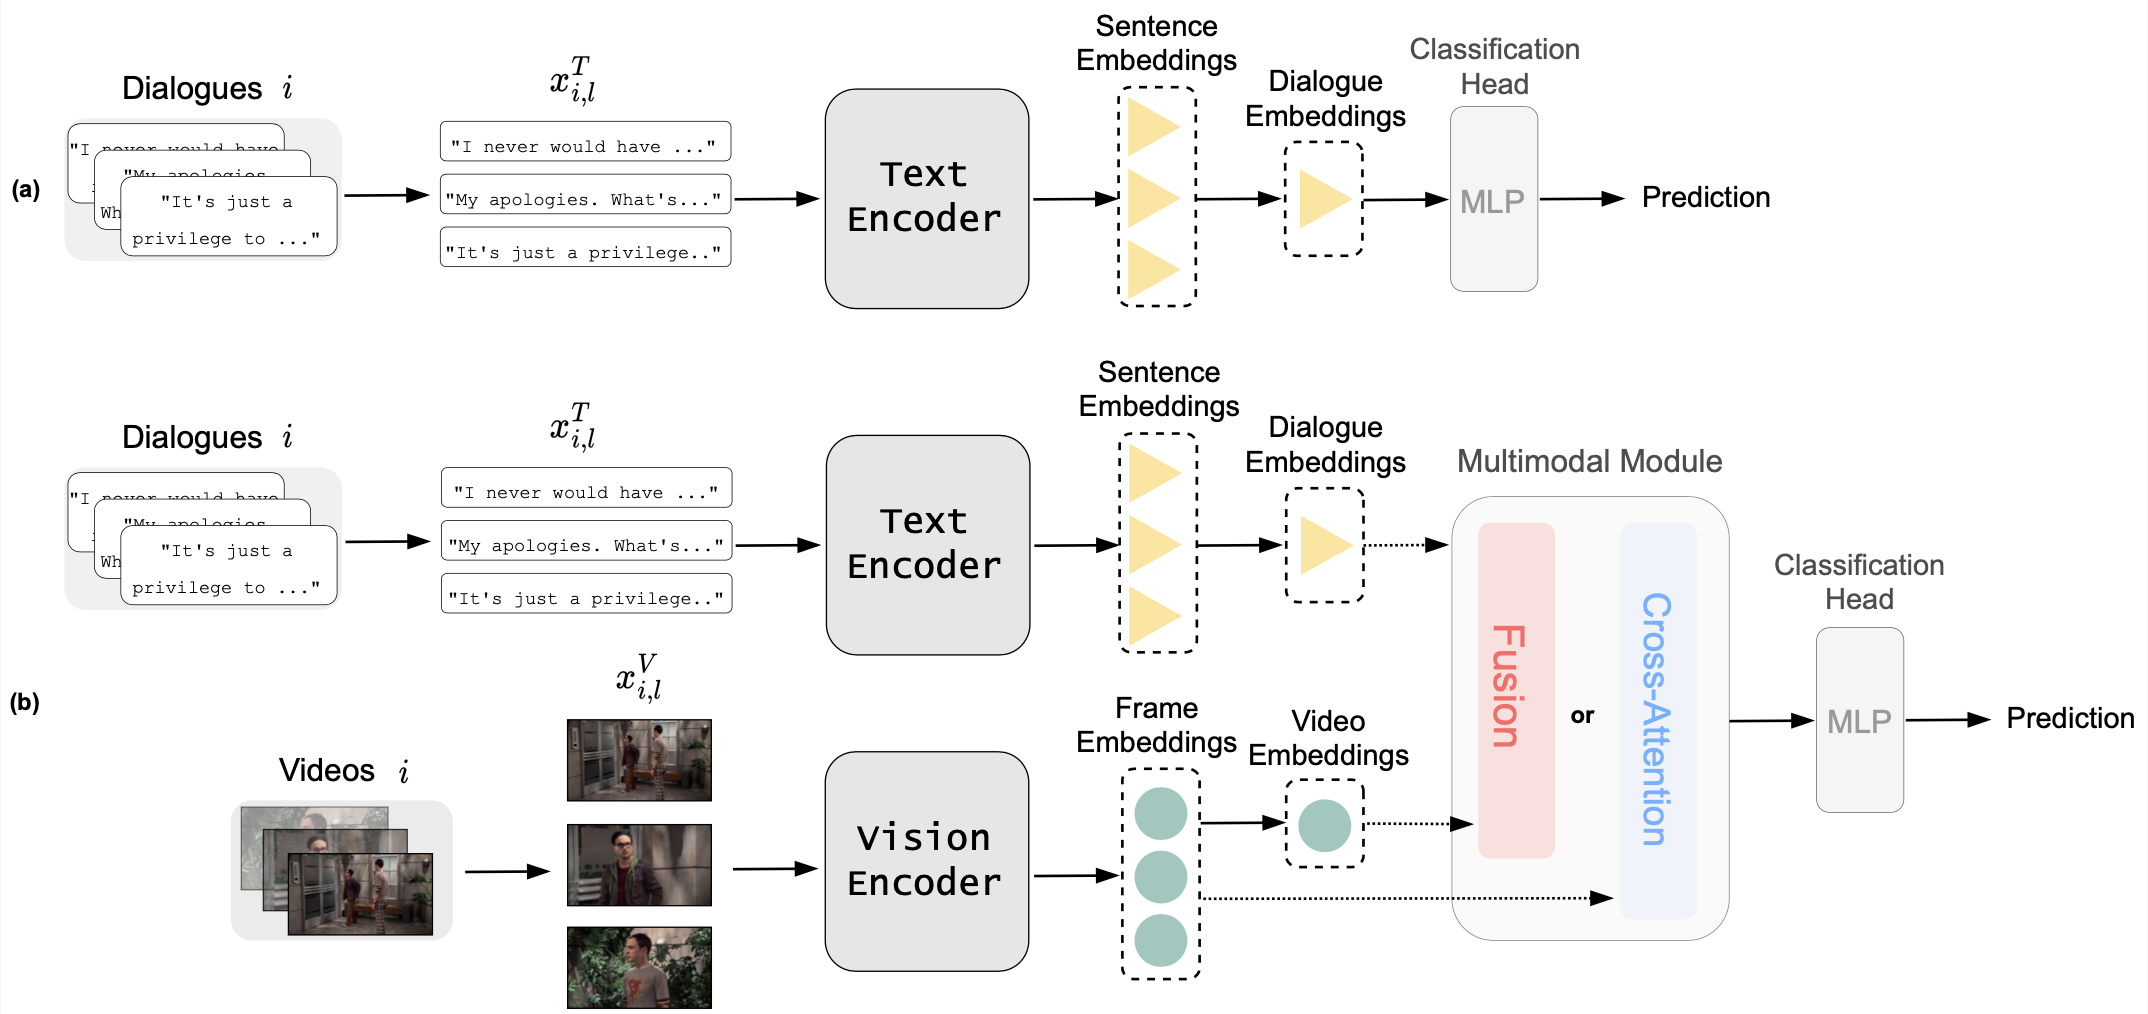 (a)
Dialogues i
"I never would have
"My apologies.
Wh
"It's just a
privilege to ..."
x^T_{i,l}
"I never would have ..."
"My apologies. What's..."
"It's just a privilege.."
Text
Encoder
Sentence
Embeddings
Dialogue
Embeddings
Classification
Head
MLP
Prediction
(b)
Dialogues i
"I never would have
"My apologies.
Wh
"It's just a
privilege to ..."
x^T_{i,l}
"I never would have ..."
"My apologies. What's..."
"It's just a privilege.."
Text
Encoder
Sentence
Embeddings
Dialogue
Embeddings
Videos i
x^V_{i,l}
Vision
Encoder
Frame
Embeddings
Video
Embeddings
Multimodal Module
Fusion
or
Cross-Attention
Classification
Head
MLP
Prediction